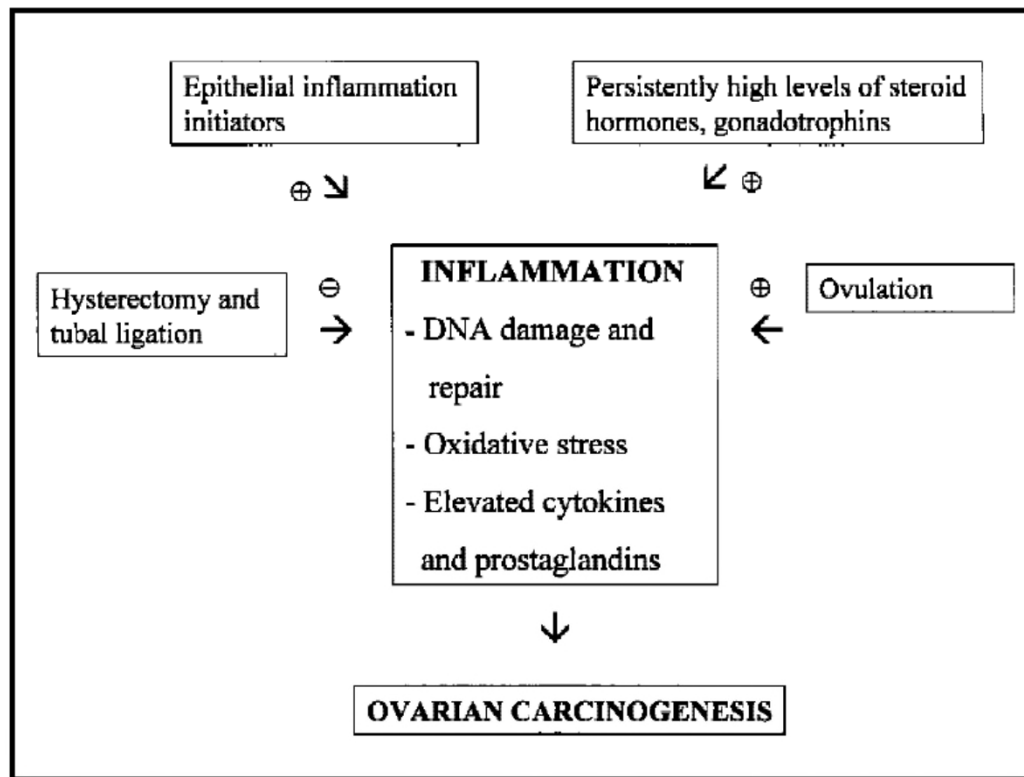 Epithelial inflammation
initiators
Persistently high levels of steroid
hormones, gonadotrophins
⊕ ↘
↙ ⊕
Hysterectomy and
tubal ligation
⊖
→
INFLAMMATION
- DNA damage and
repair
- Oxidative stress
- Elevated cytokines
and prostaglandins
⊕
←
Ovulation
↓
OVARIAN CARCINOGENESIS